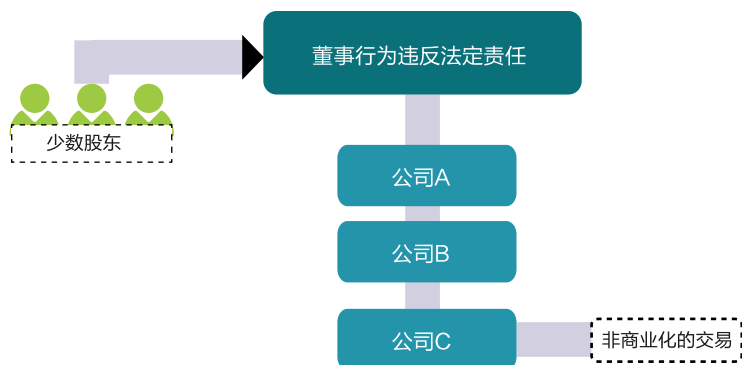 董事行为违反法定责任
少数股东
公司A
公司B
公司C
非商业化的交易